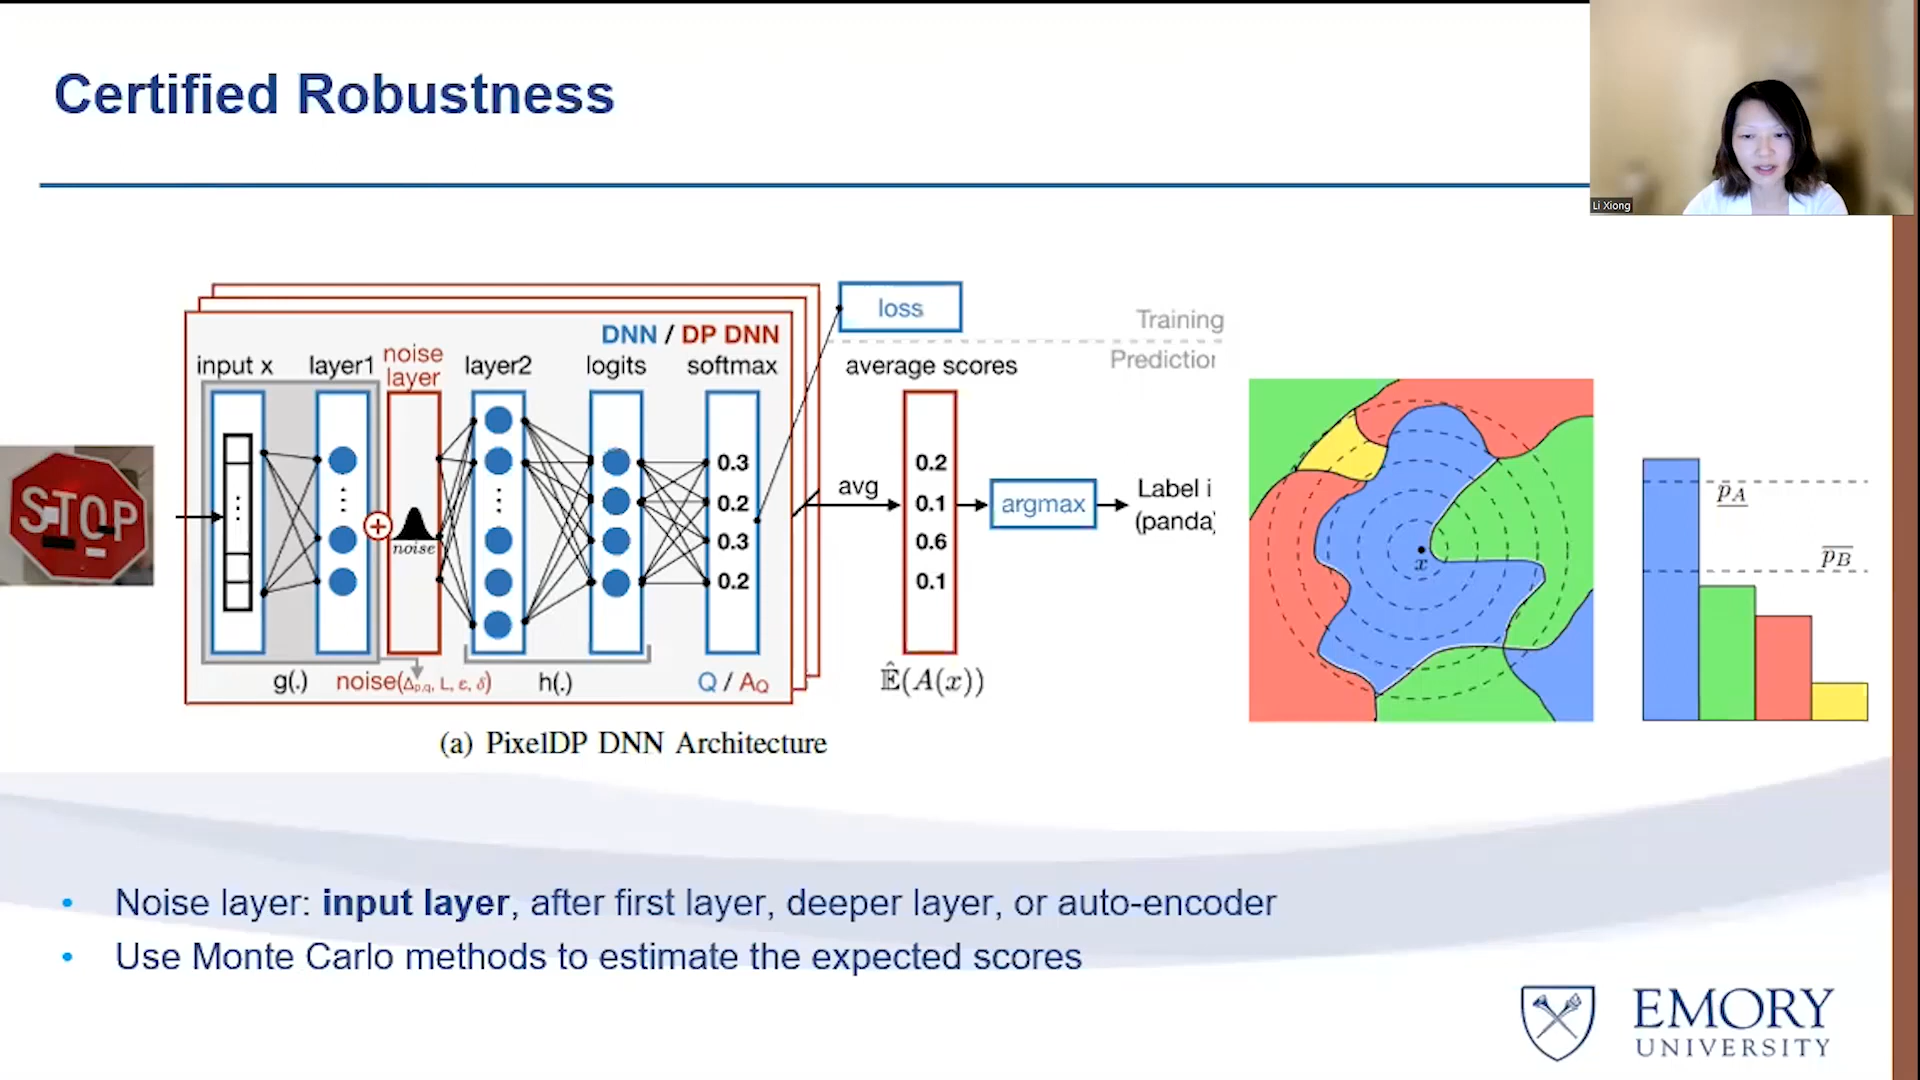 Certified Robustness
Li Xiong
loss
Training
Prediction
DNN / DP DNN
input x
layer1
noise
layer
layer2
logits
softmax
average scores
STOP
noise
0.3
0.2
0.3
0.2
avg
0.2
0.1
0.6
0.1
argmax
Label i
(panda)
g(.)
noise(Δp,q, L, ε, δ)
h(.)
Q / AQ
Ê(A(x))
(a) PixelDP DNN Architecture
x
pA
pB
• Noise layer: input layer, after first layer, deeper layer, or auto-encoder
• Use Monte Carlo methods to estimate the expected scores
EMORY
UNIVERSITY